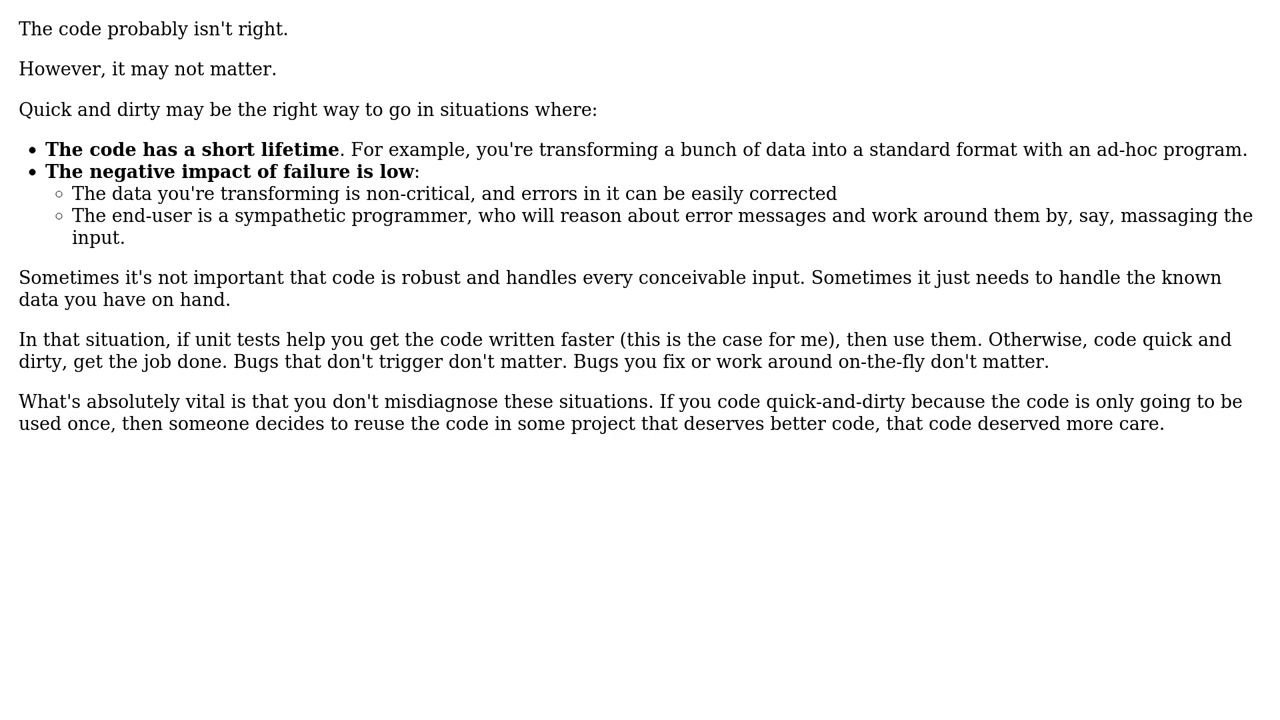 The code probably isn't right.
However, it may not matter.
Quick and dirty may be the right way to go in situations where:
• The code has a short lifetime. For example, you're transforming a bunch of data into a standard format with an ad-hoc program.
• The negative impact of failure is low:
◦ The data you're transforming is non-critical, and errors in it can be easily corrected
◦ The end-user is a sympathetic programmer, who will reason about error messages and work around them by, say, massaging the
input.
Sometimes it's not important that code is robust and handles every conceivable input. Sometimes it just needs to handle the known
data you have on hand.
In that situation, if unit tests help you get the code written faster (this is the case for me), then use them. Otherwise, code quick and
dirty, get the job done. Bugs that don't trigger don't matter. Bugs you fix or work around on-the-fly don't matter.
What's absolutely vital is that you don't misdiagnose these situations. If you code quick-and-dirty because the code is only going to be
used once, then someone decides to reuse the code in some project that deserves better code, that code deserved more care.